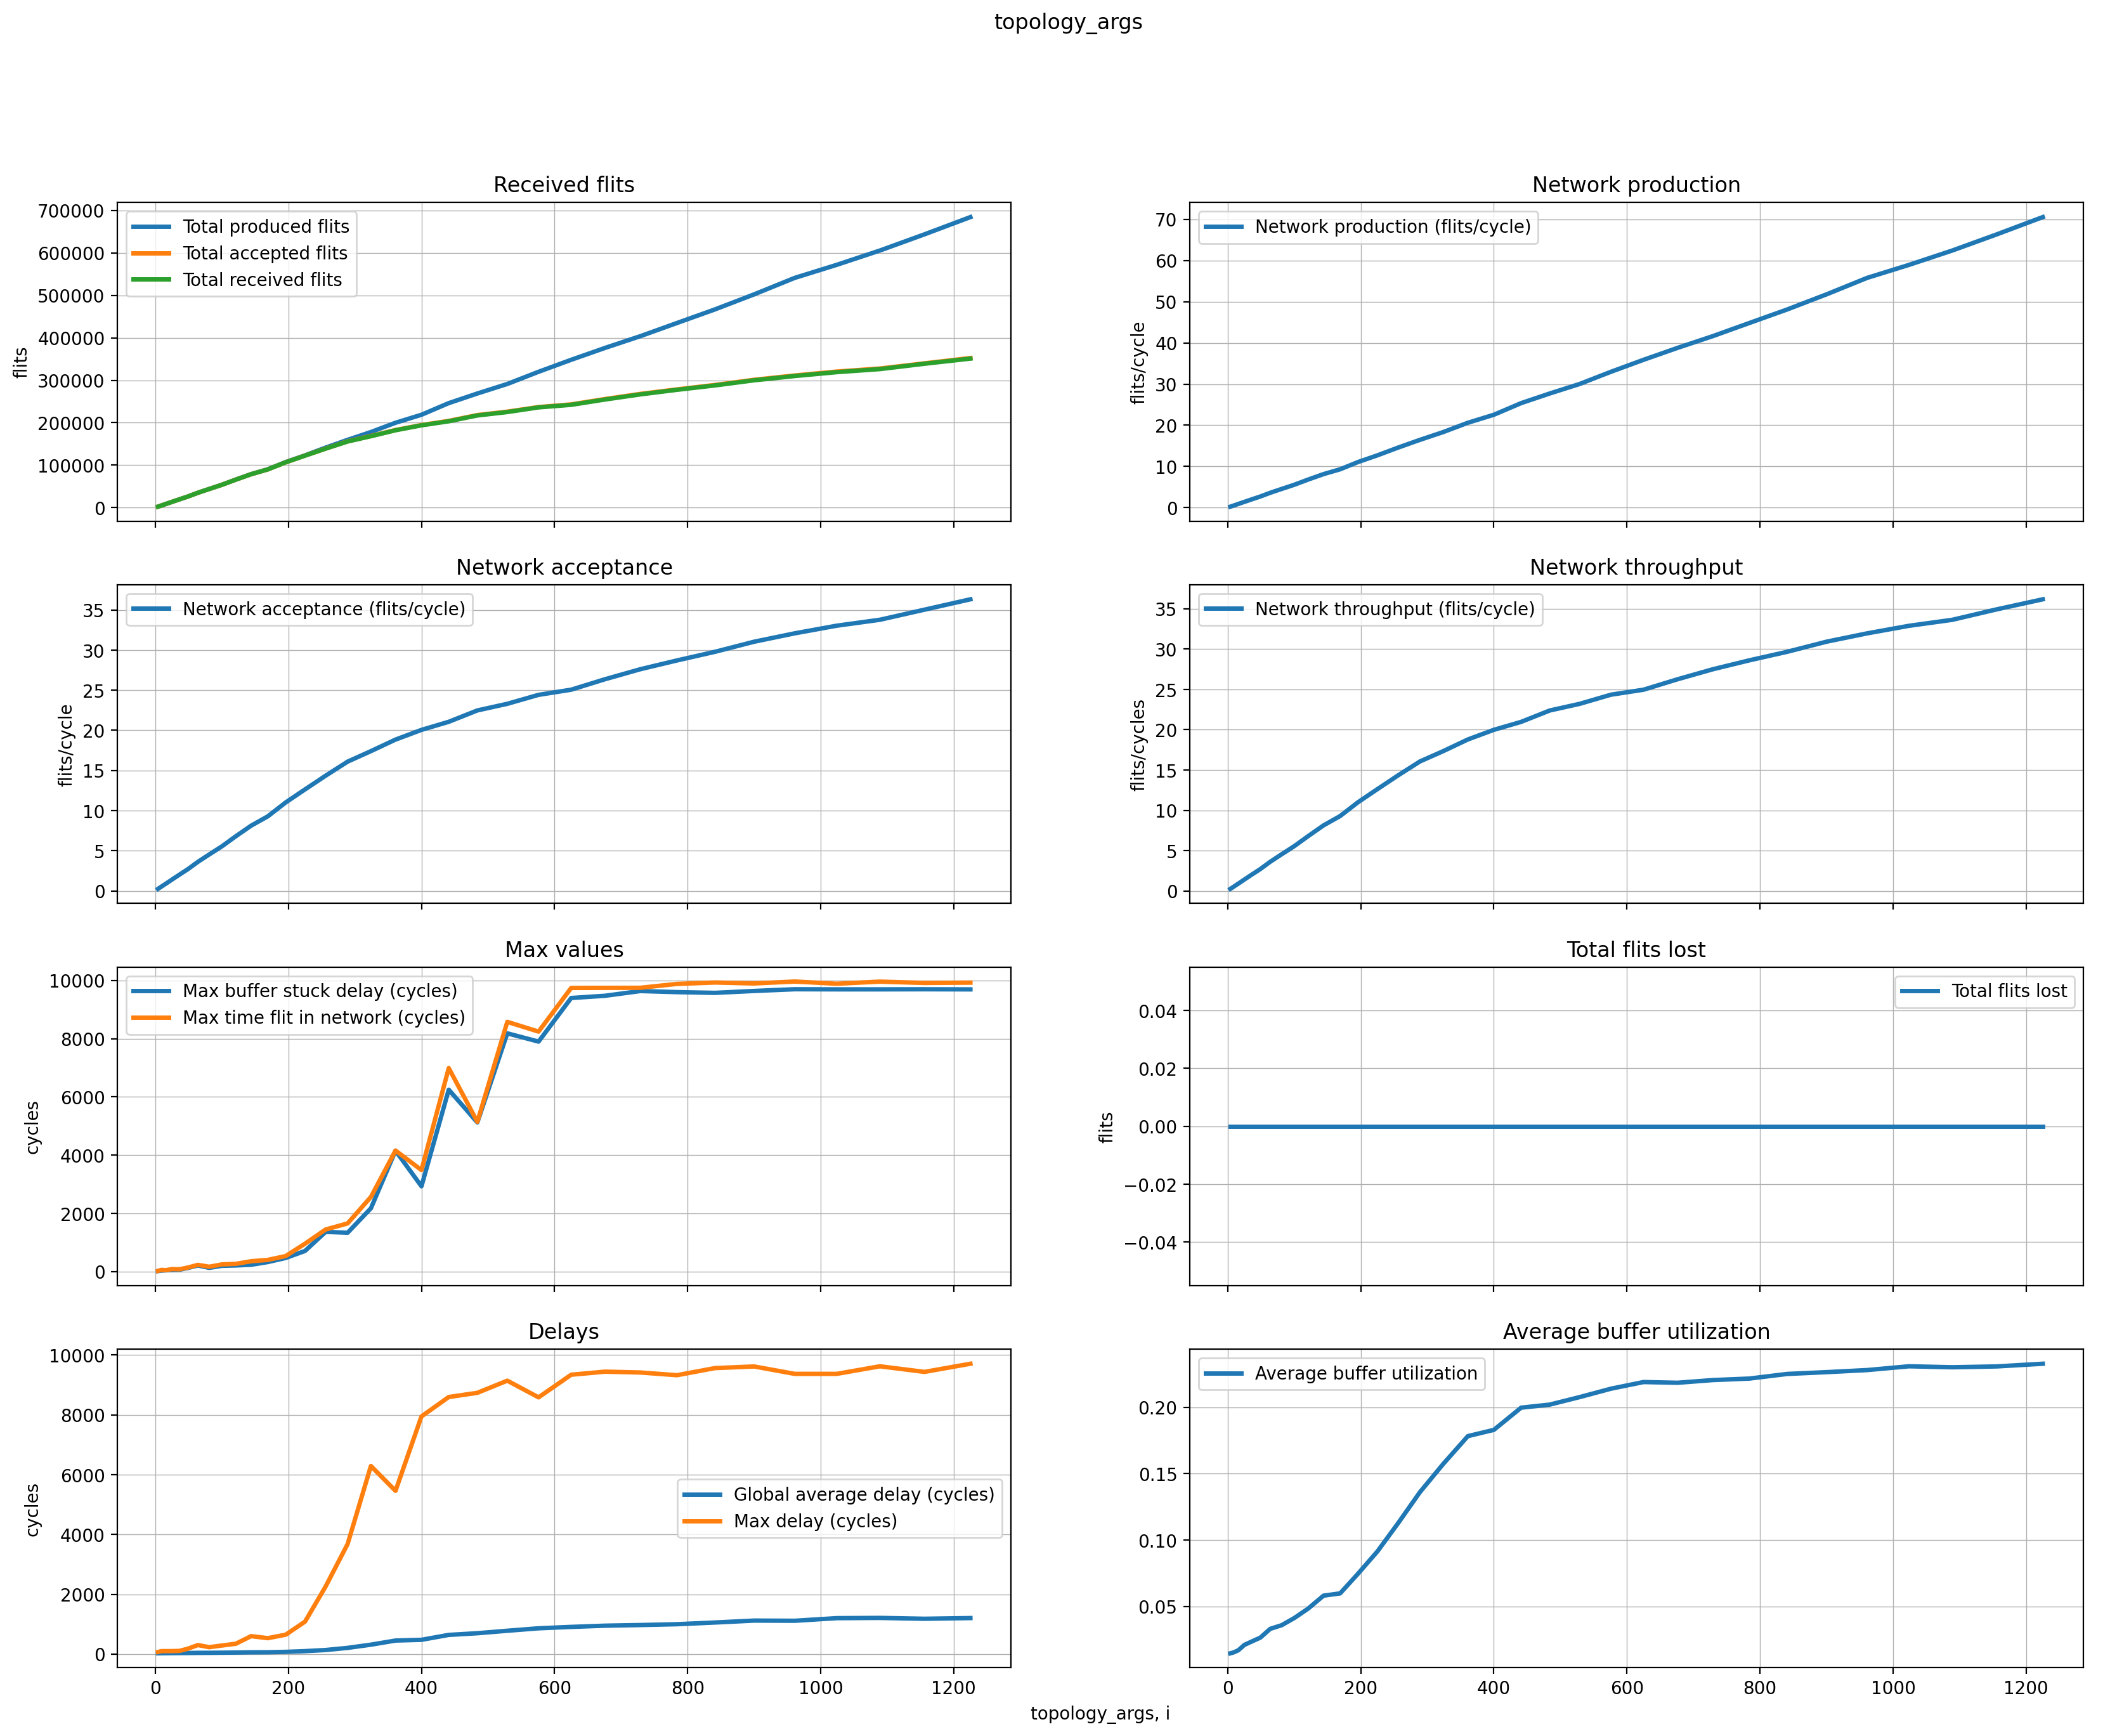 topology_args
Received flits
700000
600000
500000
400000
300000
200000
100000
0
flits
Total produced flits
Total accepted flits
Total received flits
Network production
70
60
50
40
30
20
10
0
flits/cycle
Network production (flits/cycle)
Network acceptance
35
30
25
20
15
10
5
0
flits/cycle
Network acceptance (flits/cycle)
Network throughput
35
30
25
20
15
10
5
0
flits/cycles
Network throughput (flits/cycle)
Max values
10000
8000
6000
4000
2000
0
cycles
Max buffer stuck delay (cycles)
Max time flit in network (cycles)
Total flits lost
0.04
0.02
0.00
−0.02
−0.04
flits
Total flits lost
Delays
10000
8000
6000
4000
2000
0
cycles
Global average delay (cycles)
Max delay (cycles)
0 200 400 600 800 1000 1200
Average buffer utilization
0.20
0.15
0.10
0.05
Average buffer utilization
0 200 400 600 800 1000 1200
topology_args, i